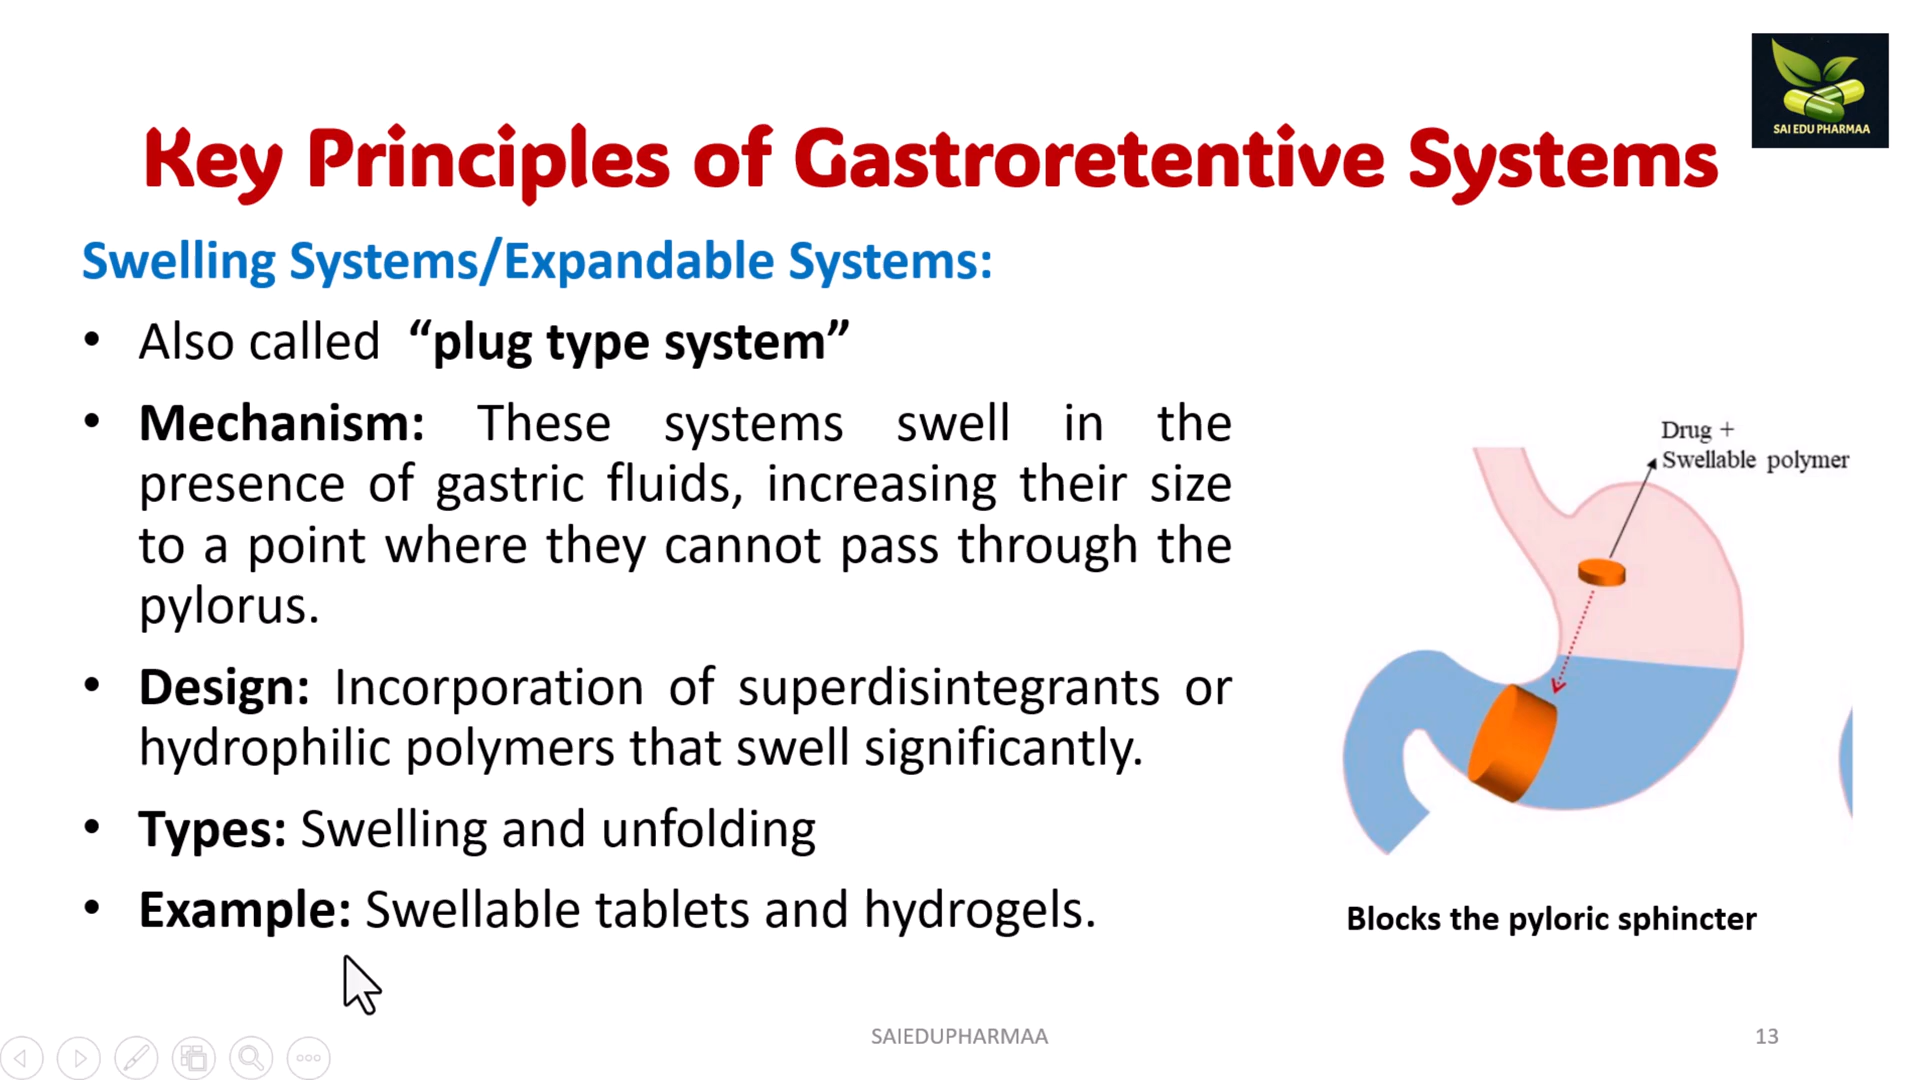 SAI EDU PHARMAA
Key Principles of Gastroretentive Systems
Swelling Systems/Expandable Systems:
• Also called “plug type system”
• Mechanism: These systems swell in the
presence of gastric fluids, increasing their size
to a point where they cannot pass through the
pylorus.
• Design: Incorporation of superdisintegrants or
hydrophilic polymers that swell significantly.
• Types: Swelling and unfolding
• Example: Swellable tablets and hydrogels.
Drug +
Swellable polymer
Blocks the pyloric sphincter
SAIEDUPHARMAA
13